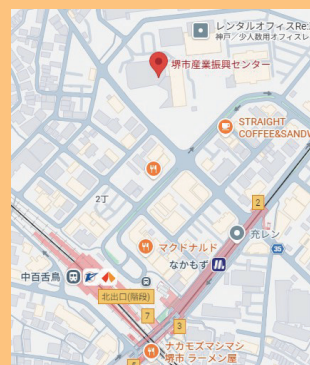 レンタルオフィスRe:
神戸／少人数用オフィスレ
堺市産業振興センター
STRAIGHT
COFFEE&SANDW
2丁
2
充レン
35
マクドナルド
なかもず
中百舌鳥
北出口(階段)
7
3
ナカモズマシマシ
堺市 ラーメン屋